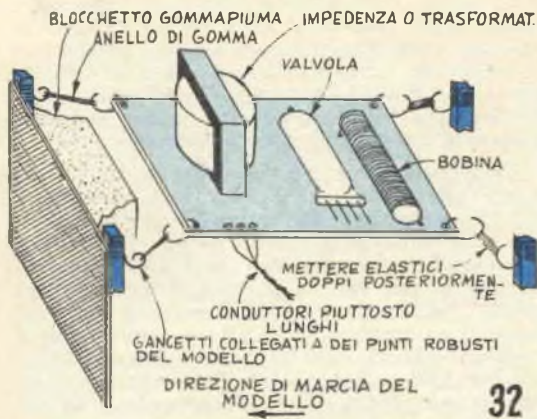 BLOCCHETTO GOMMAPIUMA
ANELLO DI GOMMA
IMPEDENZA O TRASFORMAT.
VALVOLA
BOBINA
METTERE ELASTICI
DOPPI POSTERIORMEN-
TE
CONDUTTORI PIUTTOSTO
LUNGHI
GANCETTI COLLEGATI A DEI PUNTI ROBUSTI
DEL MODELLO
DIREZIONE DI MARCIA DEL
MODELLO
32